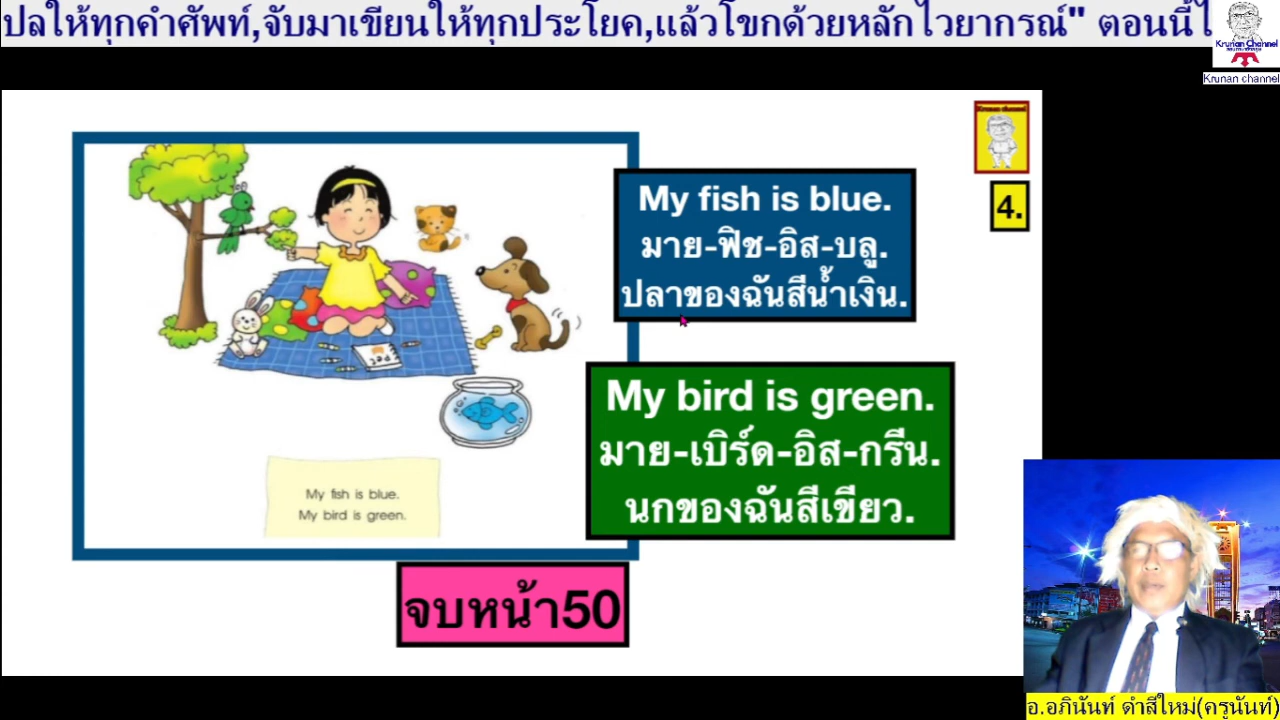 ปลให้ทุกคำศัพท์,จับมาเขียนให้ทุกประโยค,แล้วโขกด้วยหลักไวยากรณ์" ตอนนี้ไ
Krunan Channel
Krunan channel
4.
My fish is blue.
มาย-ฟิช-อิส-บลู.
ปลาของฉันสีน้ำเงิน.
My bird is green.
มาย-เบิร์ด-อิส-กรีน.
นกของฉันสีเขียว.
My fish is blue.
My bird is green.
จบหน้า50
อ.อภินันท์ ดำสีใหม่(ครูนันท์)